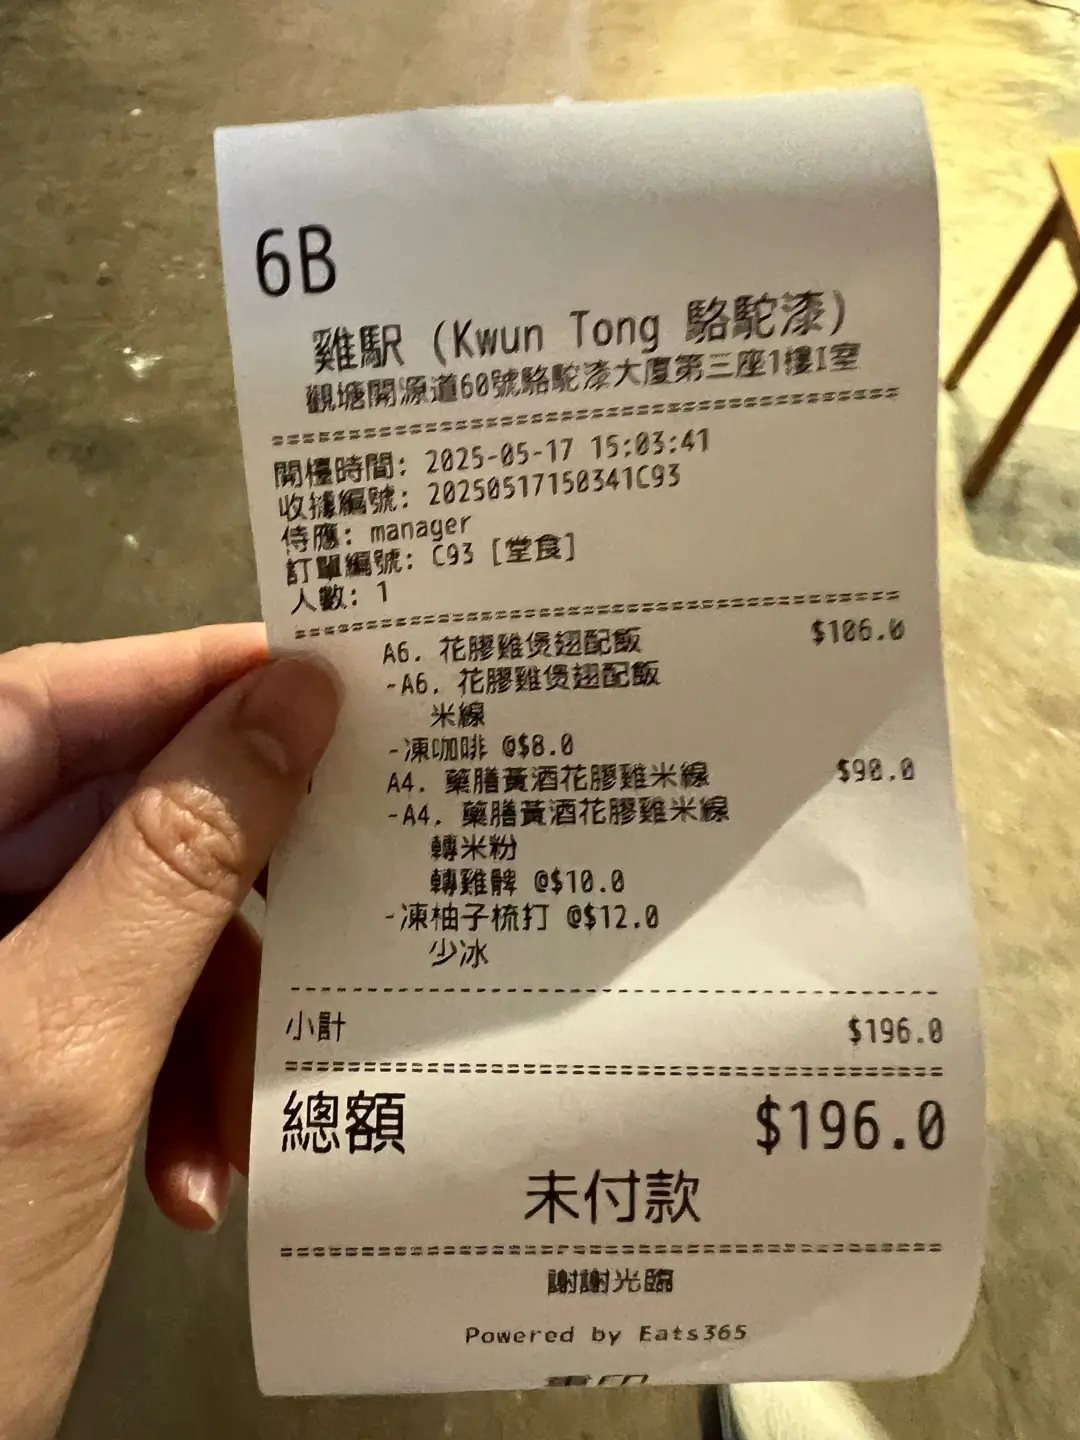 6B
雞駅 (Kwun Tong 駱駝漆)
觀塘開源道60號駱駝漆大廈第三座1樓I室
開檯時間: 2025-05-17 15:03:41
收據編號: 20250517150341C93
侍應: manager
訂單編號: C93 [堂食]
人數: 1
A6. 花膠雞煲翅配飯 $106.0
-A6. 花膠雞煲翅配飯
米線
-凍咖啡 @$8.0
A4. 藥膳黃酒花膠雞米線 $90.0
-A4. 藥膳黃酒花膠雞米線
轉米粉
轉雞髀 @$10.0
-凍柚子梳打 @$12.0
少冰
小計 $196.0
總額 $196.0
未付款
謝謝光臨
Powered by Eats365